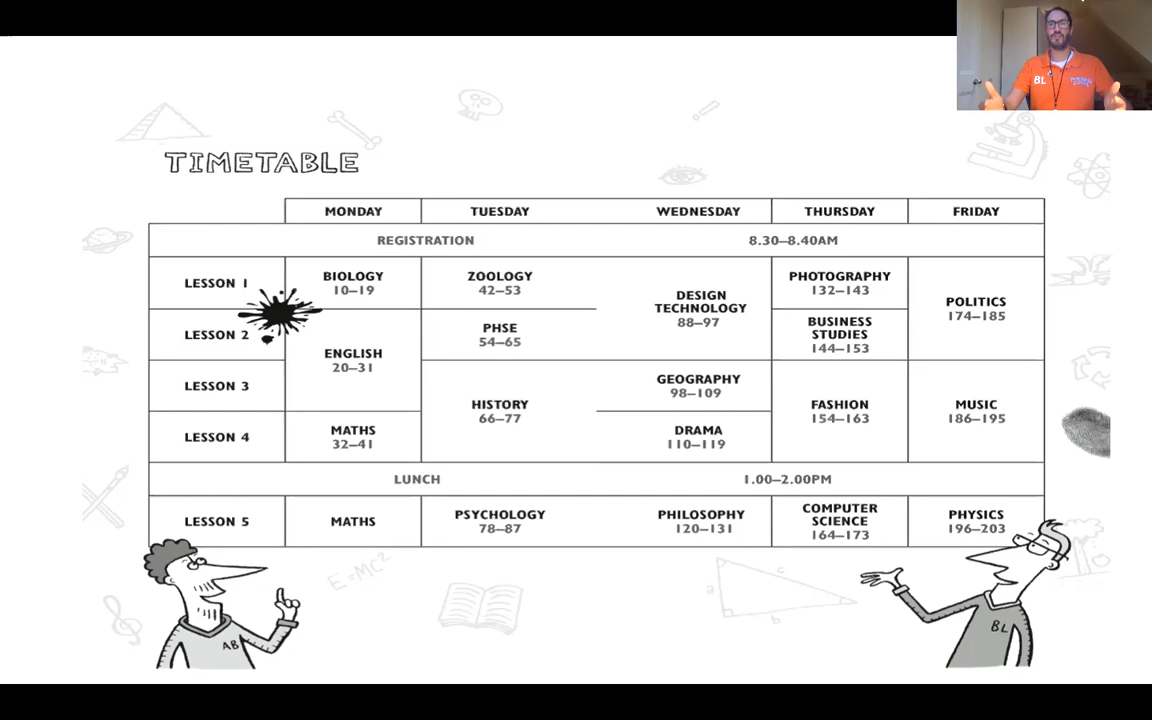 BL
TIMETABLE
MONDAY TUESDAY WEDNESDAY THURSDAY FRIDAY
REGISTRATION 8.30–8.40AM
LESSON 1
BIOLOGY
10–19
ZOOLOGY
42–53
DESIGN
TECHNOLOGY
88–97
PHOTOGRAPHY
132–143
POLITICS
174–185
LESSON 2
ENGLISH
20–31
PHSE
54–65
BUSINESS
STUDIES
144–153
LESSON 3
HISTORY
66–77
GEOGRAPHY
98–109
FASHION
154–163
MUSIC
186–195
LESSON 4
MATHS
32–41
DRAMA
110–119
LUNCH 1.00–2.00PM
LESSON 5
MATHS
PSYCHOLOGY
78–87
PHILOSOPHY
120–131
COMPUTER
SCIENCE
164–173
PHYSICS
196–203
E=MC²
a
c
b
AB
BL